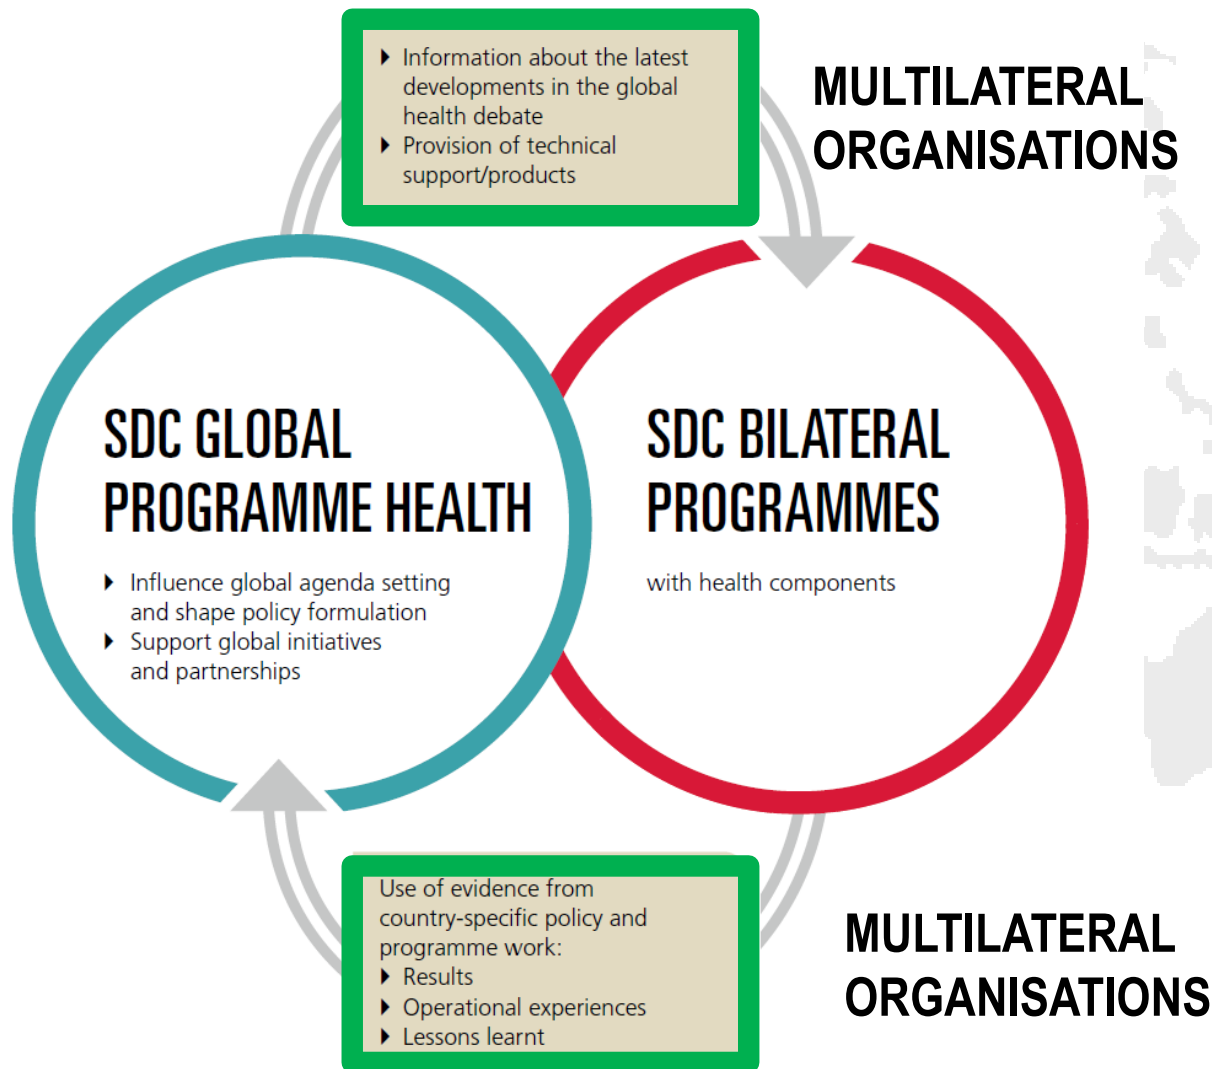 ▶ Information about the latest
developments in the global
health debate
▶ Provision of technical
support/products
MULTILATERAL
ORGANISATIONS
SDC GLOBAL
PROGRAMME HEALTH
▶ Influence global agenda setting
and shape policy formulation
▶ Support global initiatives
and partnerships
SDC BILATERAL
PROGRAMMES
with health components
Use of evidence from
country-specific policy and
programme work:
▶ Results
▶ Operational experiences
▶ Lessons learnt
MULTILATERAL
ORGANISATIONS